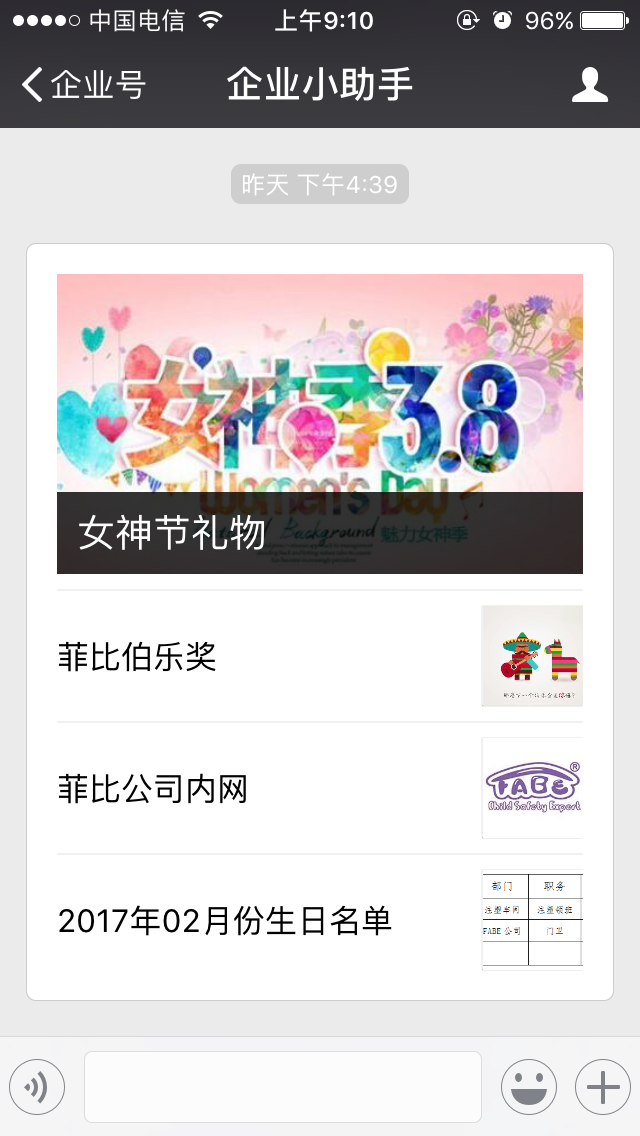 中国电信
上午9:10
96%
企业号
企业小助手
昨天 下午4:39
女神季3.8
Women's Day
Background
魅力女神季
女神节礼物
菲比伯乐奖
菲比公司内网
FABE
®
Child Safety Expert
2017年02月份生日名单
部门 职务
注塑车间 注塑领班
FABE 公司 门卫